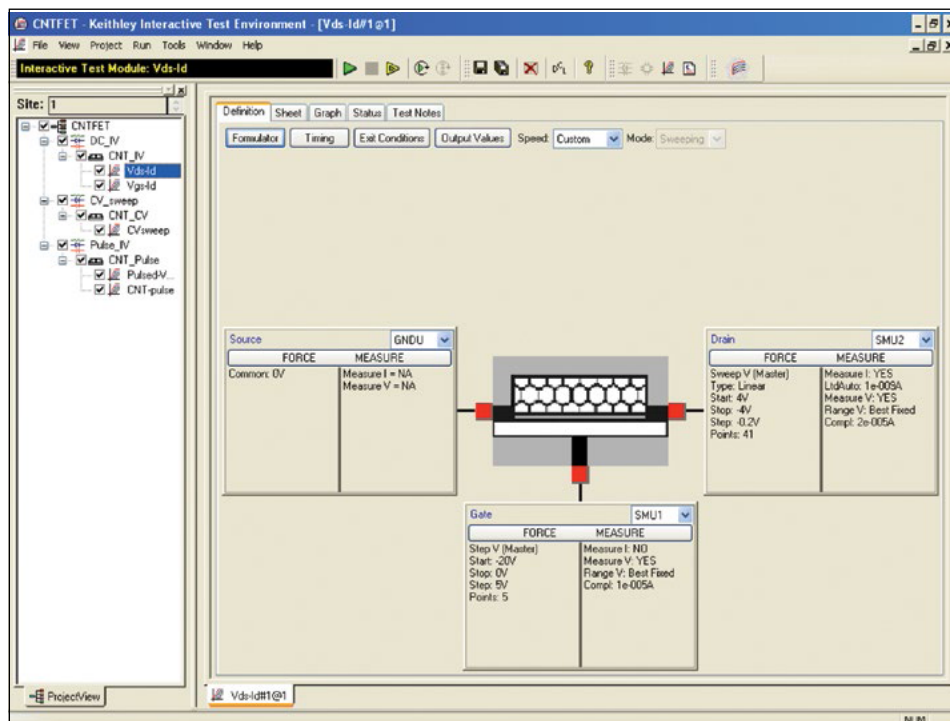 CNTFET - Keithley Interactive Test Environment - [Vds-Id#1@1]
File View Project Run Tools Window Help
Interactive Test Module: Vds-Id
Site: 1
CNTFET
DC_IV
CNT_IV
Vds-Id
Vgs-Id
CV_sweep
CNT_CV
CVsweep
Pulse_IV
CNT_Pulse
Pulsed-V...
CNT-pulse
ProjectView
Definition Sheet Graph Status Test Notes
Formulator Timing Exit Conditions Output Values Speed: Custom Mode: Sweeping
Source GNDU
FORCE MEASURE
Common: 0V Measure I = NA
Measure V = NA
Drain SMU2
FORCE MEASURE
Sweep V (Master) Measure I: YES
Type: Linear LtdAuto: 1e-009A
Start: 4V Measure V: YES
Stop: -4V Range V: Best Fixed
Step: -0.2V Compl: 2e-005A
Points: 41
Gate SMU1
FORCE MEASURE
Step V (Master) Measure I: NO
Start: -20V Measure V: YES
Stop: 0V Range V: Best Fixed
Step: 5V Compl: 1e-005A
Points: 5
Vds-Id#1@1
NUM